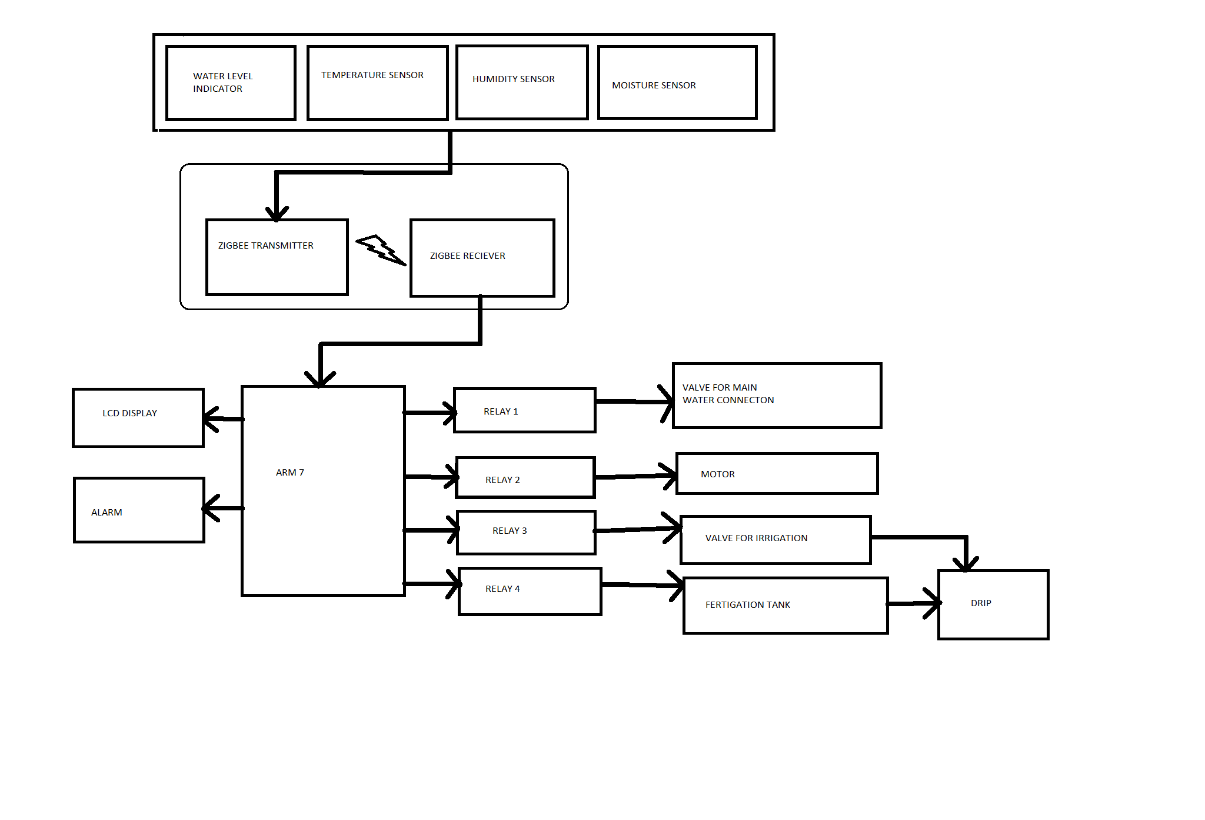 WATER LEVEL
INDICATOR
TEMPERATURE SENSOR
HUMIDITY SENSOR
MOISTURE SENSOR
ZIGBEE TRANSMITTER
ZIGBEE RECIEVER
LCD DISPLAY
ALARM
ARM 7
RELAY 1
RELAY 2
RELAY 3
RELAY 4
VALVE FOR MAIN
WATER CONNECTON
MOTOR
VALVE FOR IRRIGATION
FERTIGATION TANK
DRIP